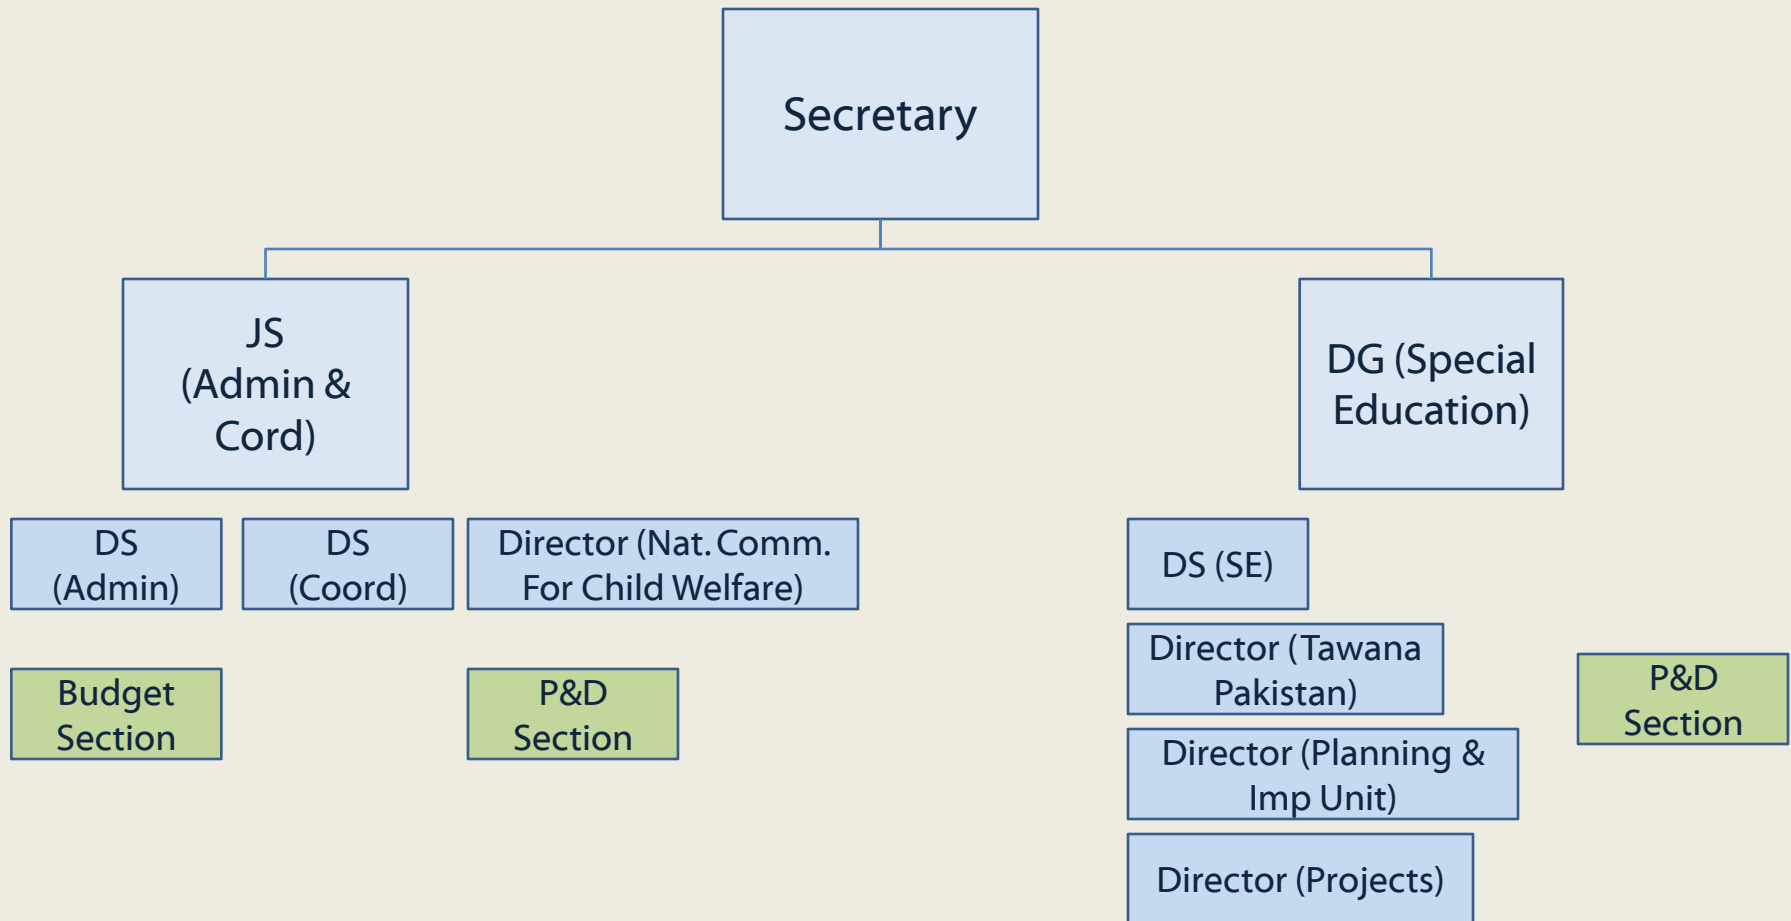 Secretary
JS
(Admin &
Cord)
DG (Special
Education)
DS
(Admin)
DS
(Coord)
Director (Nat. Comm.
For Child Welfare)
DS (SE)
Director (Tawana
Pakistan)
Budget
Section
P&D
Section
P&D
Section
Director (Planning &
Imp Unit)
Director (Projects)